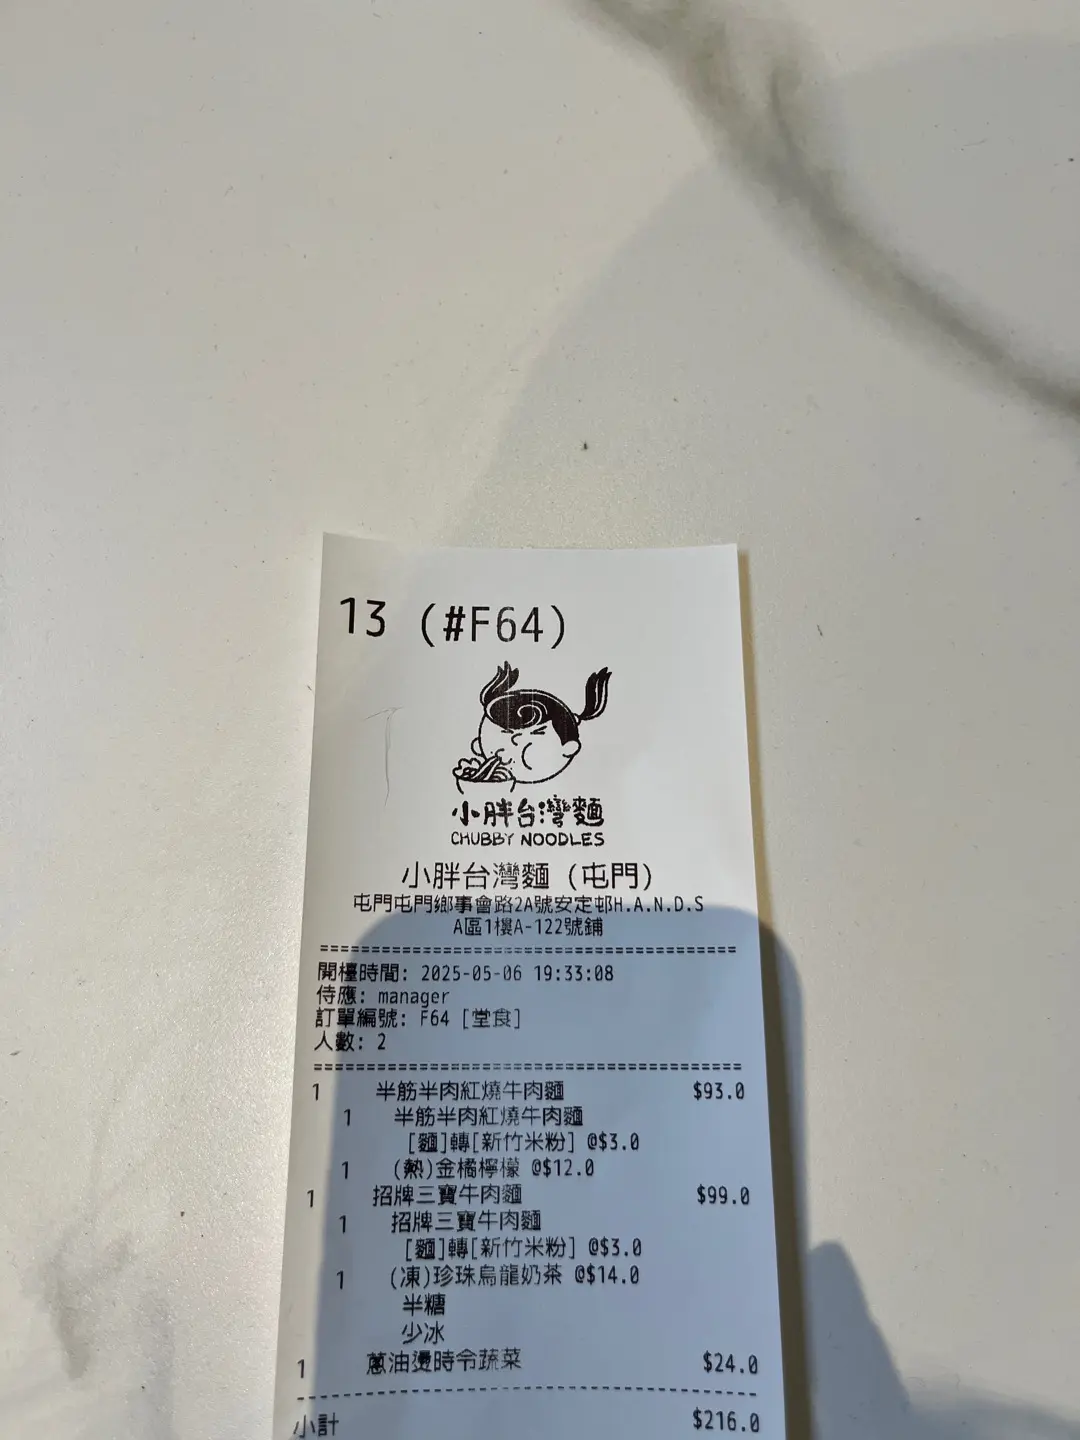 13 (#F64)
小胖台灣麵
CHUBBY NOODLES
小胖台灣麵 (屯門)
屯門屯門鄉事會路2A號安定邨H.A.N.D.S
A區1樓A-122號鋪
開檯時間: 2025-05-06 19:33:08
侍應: manager
訂單編號: F64 [堂食]
人數: 2
1 半筋半肉紅燒牛肉麵 $93.0
1 半筋半肉紅燒牛肉麵
[麵]轉[新竹米粉] @$3.0
1 (熱)金橘檸檬 @$12.0
1 招牌三寶牛肉麵 $99.0
1 招牌三寶牛肉麵
[麵]轉[新竹米粉] @$3.0
1 (凍)珍珠烏龍奶茶 @$14.0
半糖
少冰
1 蔥油燙時令蔬菜 $24.0
小計 $216.0